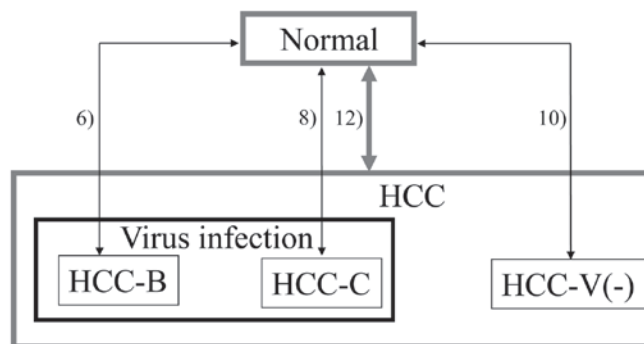 Normal
6)
8)
12)
10)
HCC
Virus infection
HCC-B
HCC-C
HCC-V(-)